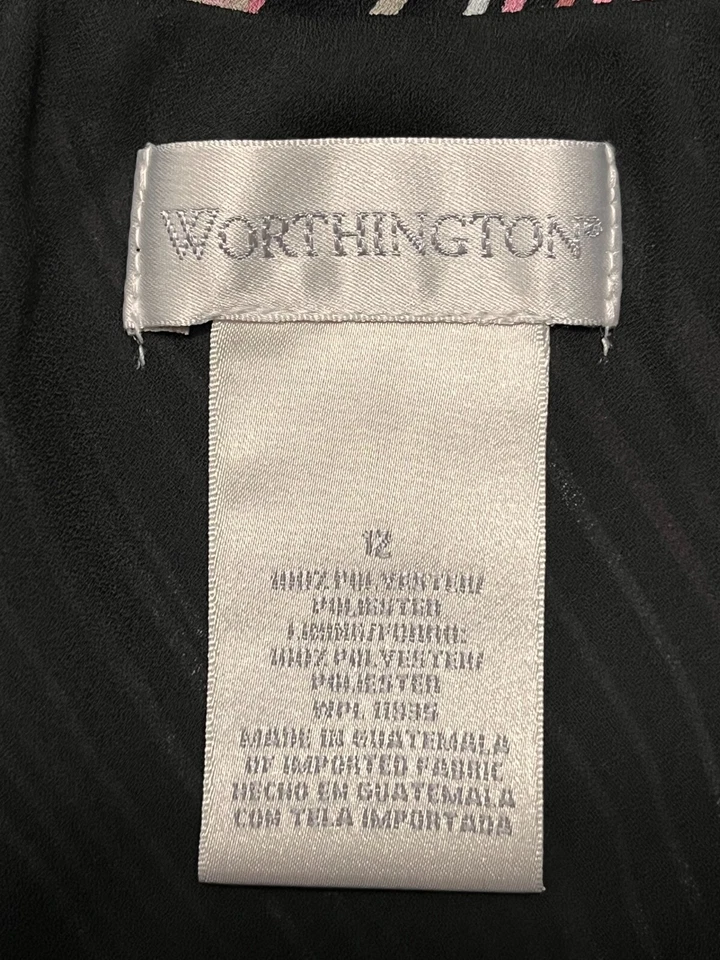 WORTHINGTON®
12
100% POLYESTER/
POLIESTER
LINING/FORRO:
100% POLYESTER/
POLIESTER
WPL 11935
MADE IN GUATEMALA
OF IMPORTED FABRIC
HECHO EN GUATEMALA
CON TELA IMPORTADA